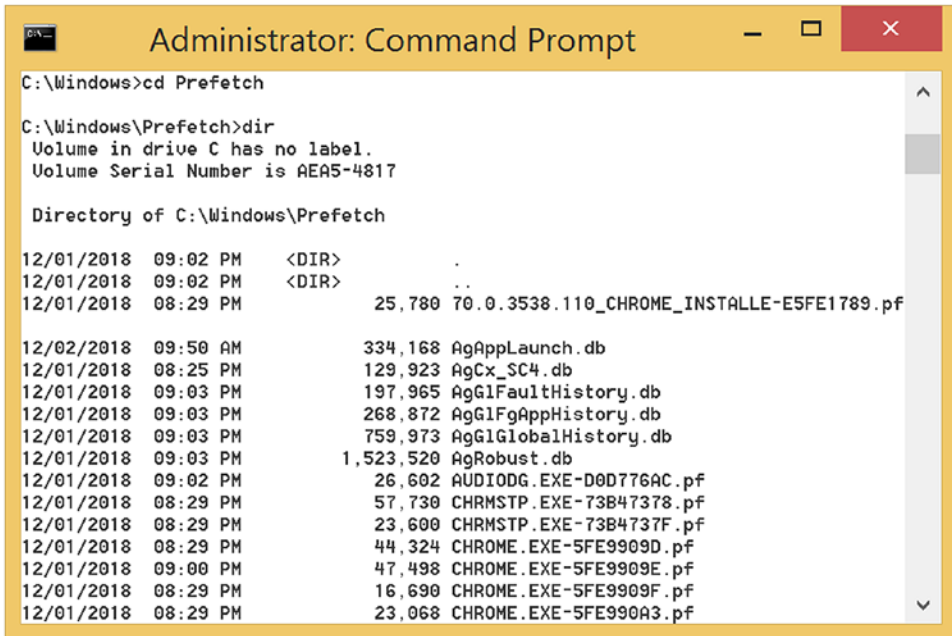 Administrator: Command Prompt
C:\Windows>cd Prefetch
C:\Windows\Prefetch>dir
Volume in drive C has no label.
Volume Serial Number is AEA5-4817
Directory of C:\Windows\Prefetch
12/01/2018 09:02 PM <DIR> .
12/01/2018 09:02 PM <DIR> ..
12/01/2018 08:29 PM 25,780 70.0.3538.110_CHROME_INSTALLE-E5FE1789.pf
12/02/2018 09:50 AM 334,168 AgAppLaunch.db
12/01/2018 08:25 PM 129,923 AgCx_SC4.db
12/01/2018 09:03 PM 197,965 AgGlFaultHistory.db
12/01/2018 09:03 PM 268,872 AgGlFgAppHistory.db
12/01/2018 09:03 PM 759,973 AgGlGlobalHistory.db
12/01/2018 09:03 PM 1,523,520 AgRobust.db
12/01/2018 09:02 PM 26,602 AUDIODG.EXE-D0D776AC.pf
12/01/2018 08:29 PM 57,730 CHRMSTP.EXE-73B47378.pf
12/01/2018 08:29 PM 23,600 CHRMSTP.EXE-73B4737F.pf
12/01/2018 08:29 PM 44,324 CHROME.EXE-5FE9909D.pf
12/01/2018 09:00 PM 47,498 CHROME.EXE-5FE9909E.pf
12/01/2018 08:29 PM 16,690 CHROME.EXE-5FE9909F.pf
12/01/2018 08:29 PM 23,068 CHROME.EXE-5FE990A3.pf